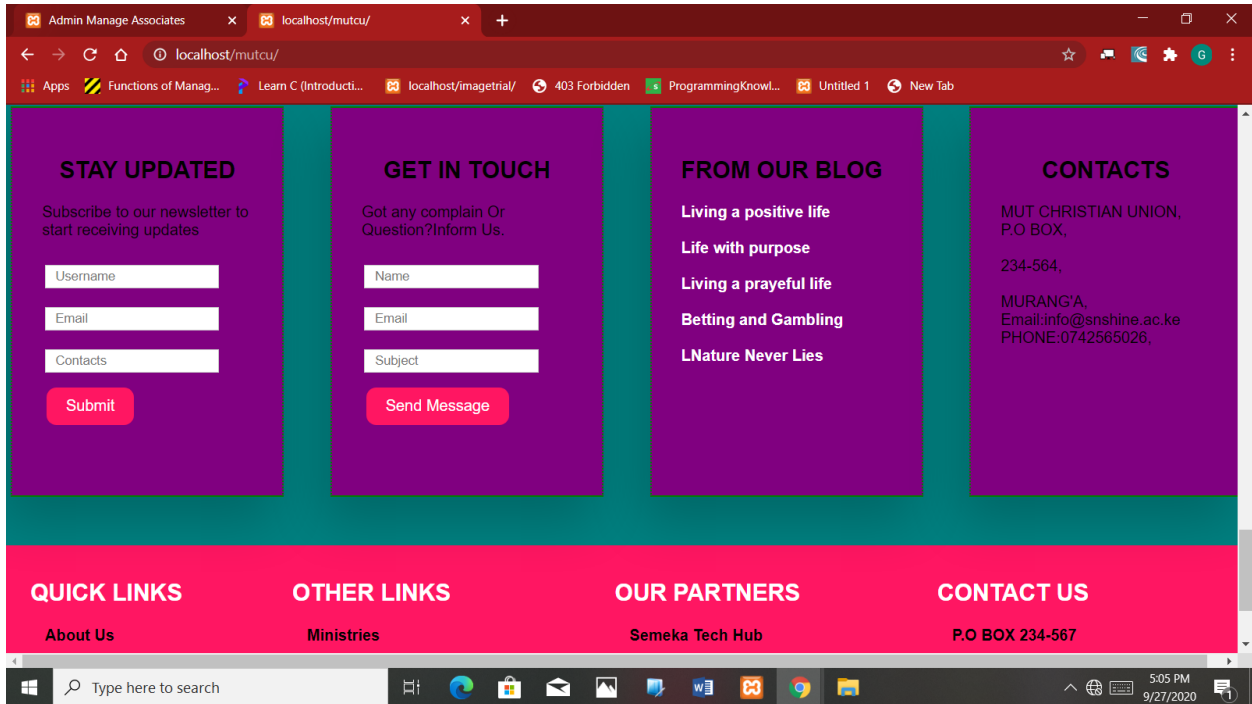 Admin Manage Associates
localhost/mutcu/
localhost/mutcu/
G
Apps
Functions of Manag...
Learn C (Introducti...
localhost/imagetrial/
403 Forbidden
ProgrammingKnowl...
Untitled 1
New Tab
STAY UPDATED
Subscribe to our newsletter to
start receiving updates
Username
Email
Contacts
Submit
GET IN TOUCH
Got any complain Or
Question?Inform Us.
Name
Email
Subject
Send Message
FROM OUR BLOG
Living a positive life
Life with purpose
Living a prayeful life
Betting and Gambling
LNature Never Lies
CONTACTS
MUT CHRISTIAN UNION,
P.O BOX,
234-564,
MURANG'A,
Email:info@snshine.ac.ke
PHONE:0742565026,
QUICK LINKS
About Us
OTHER LINKS
Ministries
OUR PARTNERS
Semeka Tech Hub
CONTACT US
P.O BOX 234-567
Type here to search
5:05 PM
9/27/2020
1